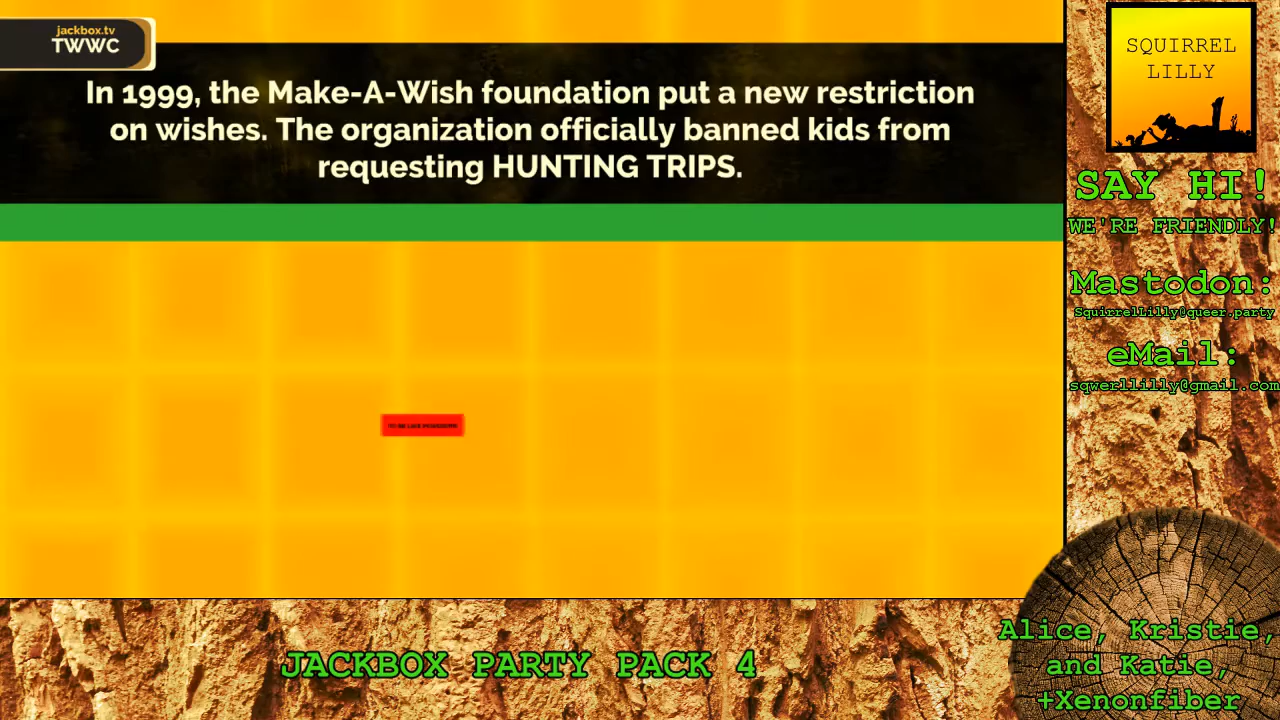 jackbox.tv
TWWC
In 1999, the Make-A-Wish foundation put a new restriction
on wishes. The organization officially banned kids from
requesting HUNTING TRIPS.
SQUIRREL
LILLY
SAY HI!
WE'RE FRIENDLY!
Mastodon:
SquirrelLilly@queer.party
eMail:
sqwerllilly@gmail.com
JACKBOX PARTY PACK 4
Alice, Kristie,
and Katie,
+Xenonfiber